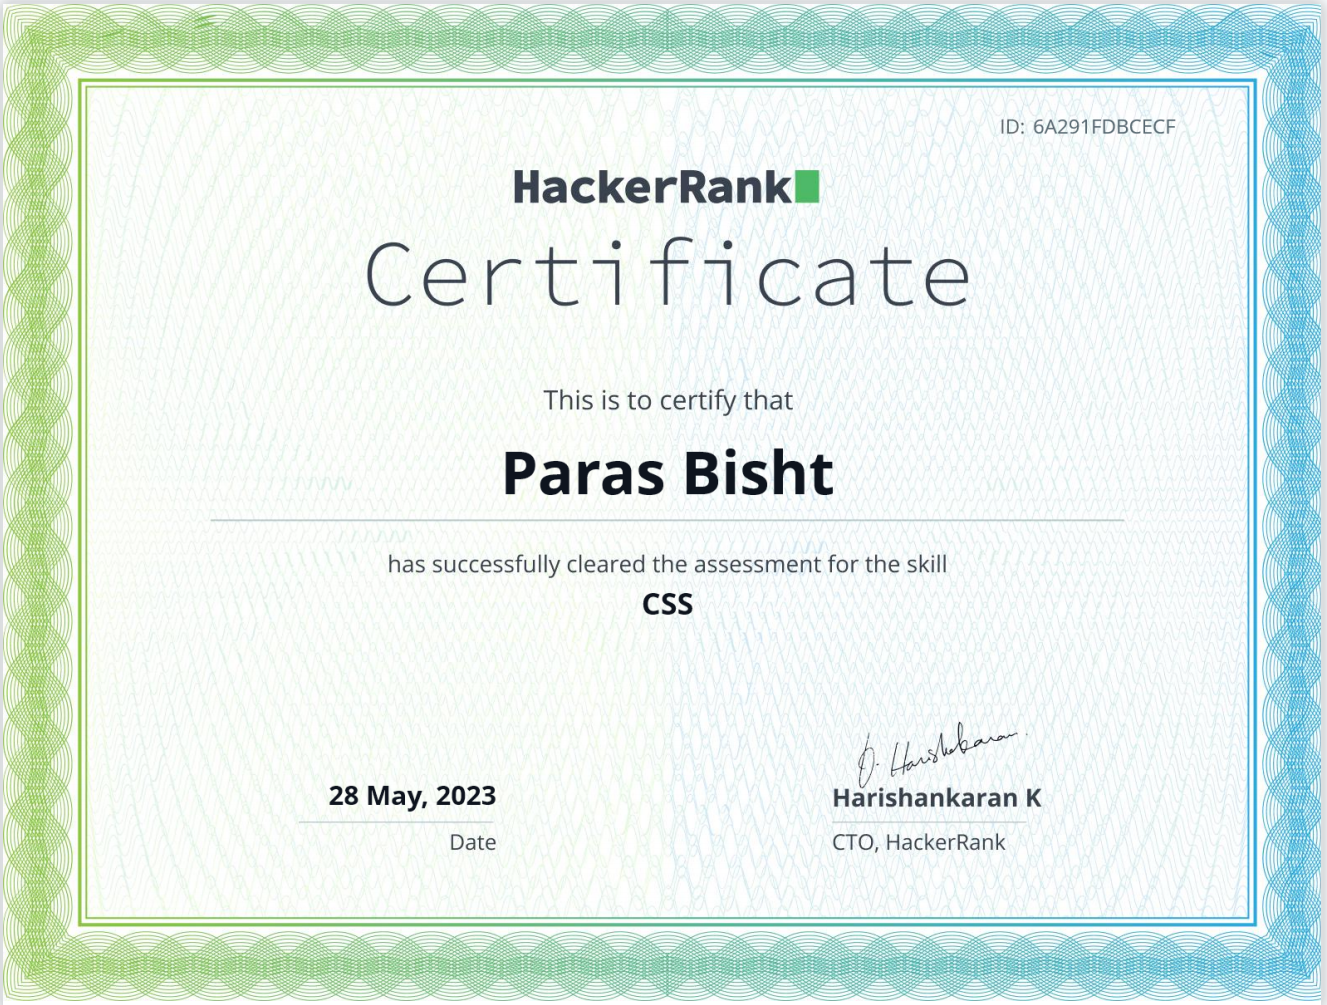 ID: 6A291FDBCECF
HackerRank
Certificate
This is to certify that
Paras Bisht
has successfully cleared the assessment for the skill
CSS
28 May, 2023
Date
Harishankaran K
CTO, HackerRank